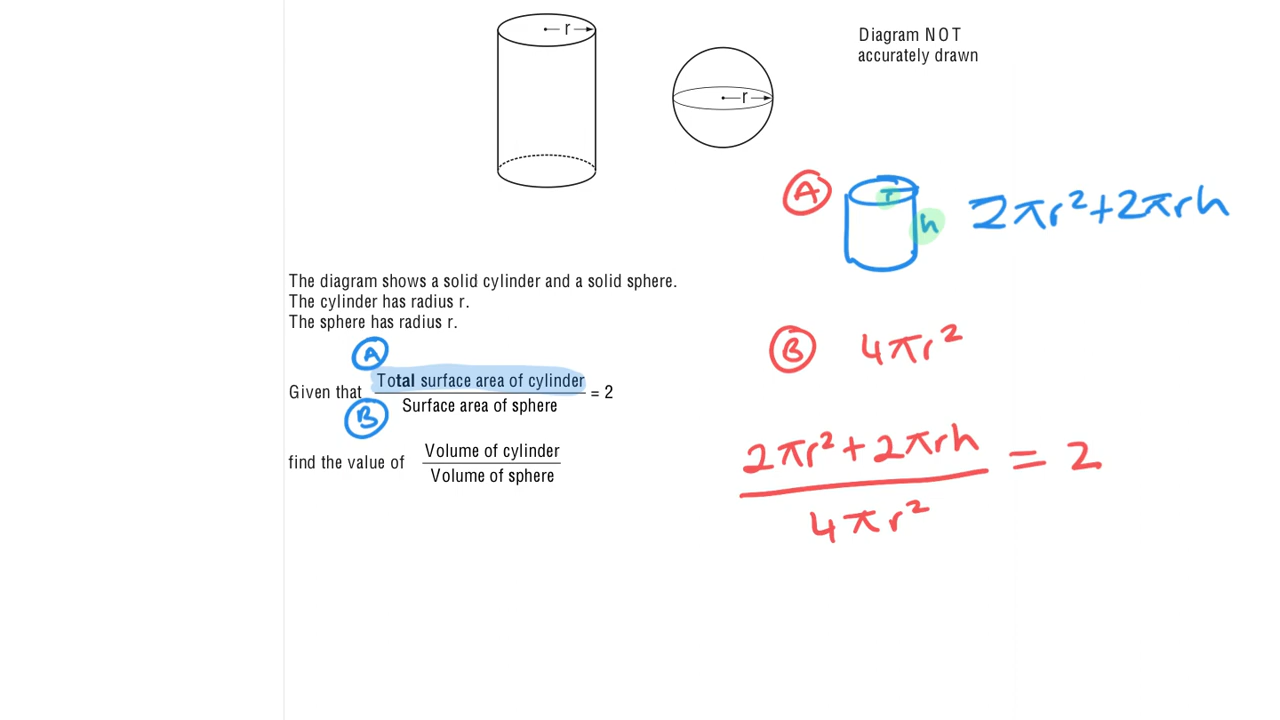 r
r
Diagram NOT
accurately drawn
A
r
h
2πr²+2πrh
The diagram shows a solid cylinder and a solid sphere.
The cylinder has radius r.
The sphere has radius r.
A
Given that Total surface area of cylinder
Surface area of sphere = 2
B
find the value of Volume of cylinder
Volume of sphere
B 4πr²
2πr²+2πrh = 2
4πr²